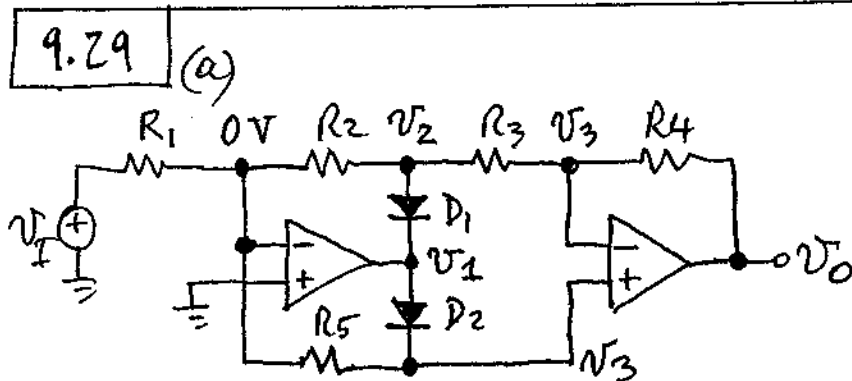 9.29 (a)
R1 0V R2 v2 R3 v3 R4
D1
vI + − v1 − vo
+ +
R5 D2
v3